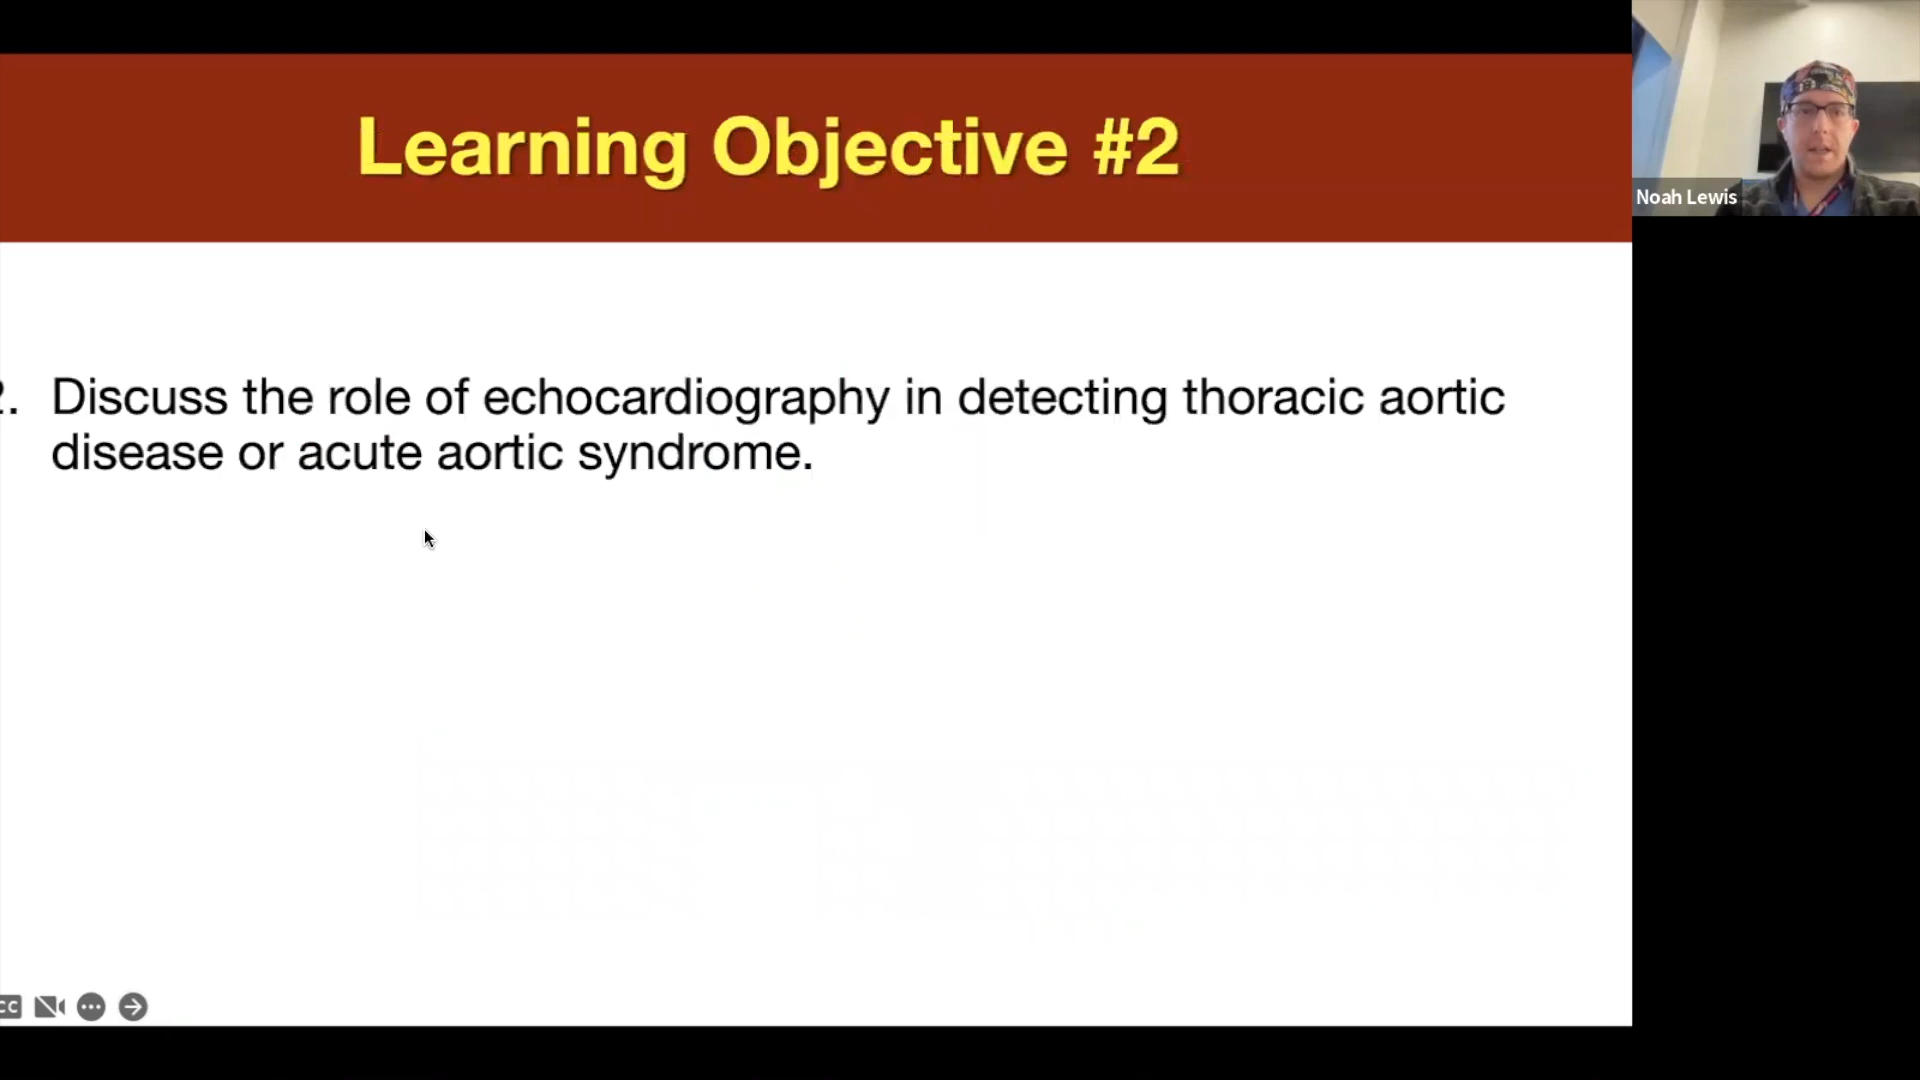 Learning Objective #2
Noah Lewis
2. Discuss the role of echocardiography in detecting thoracic aortic
disease or acute aortic syndrome.
CC